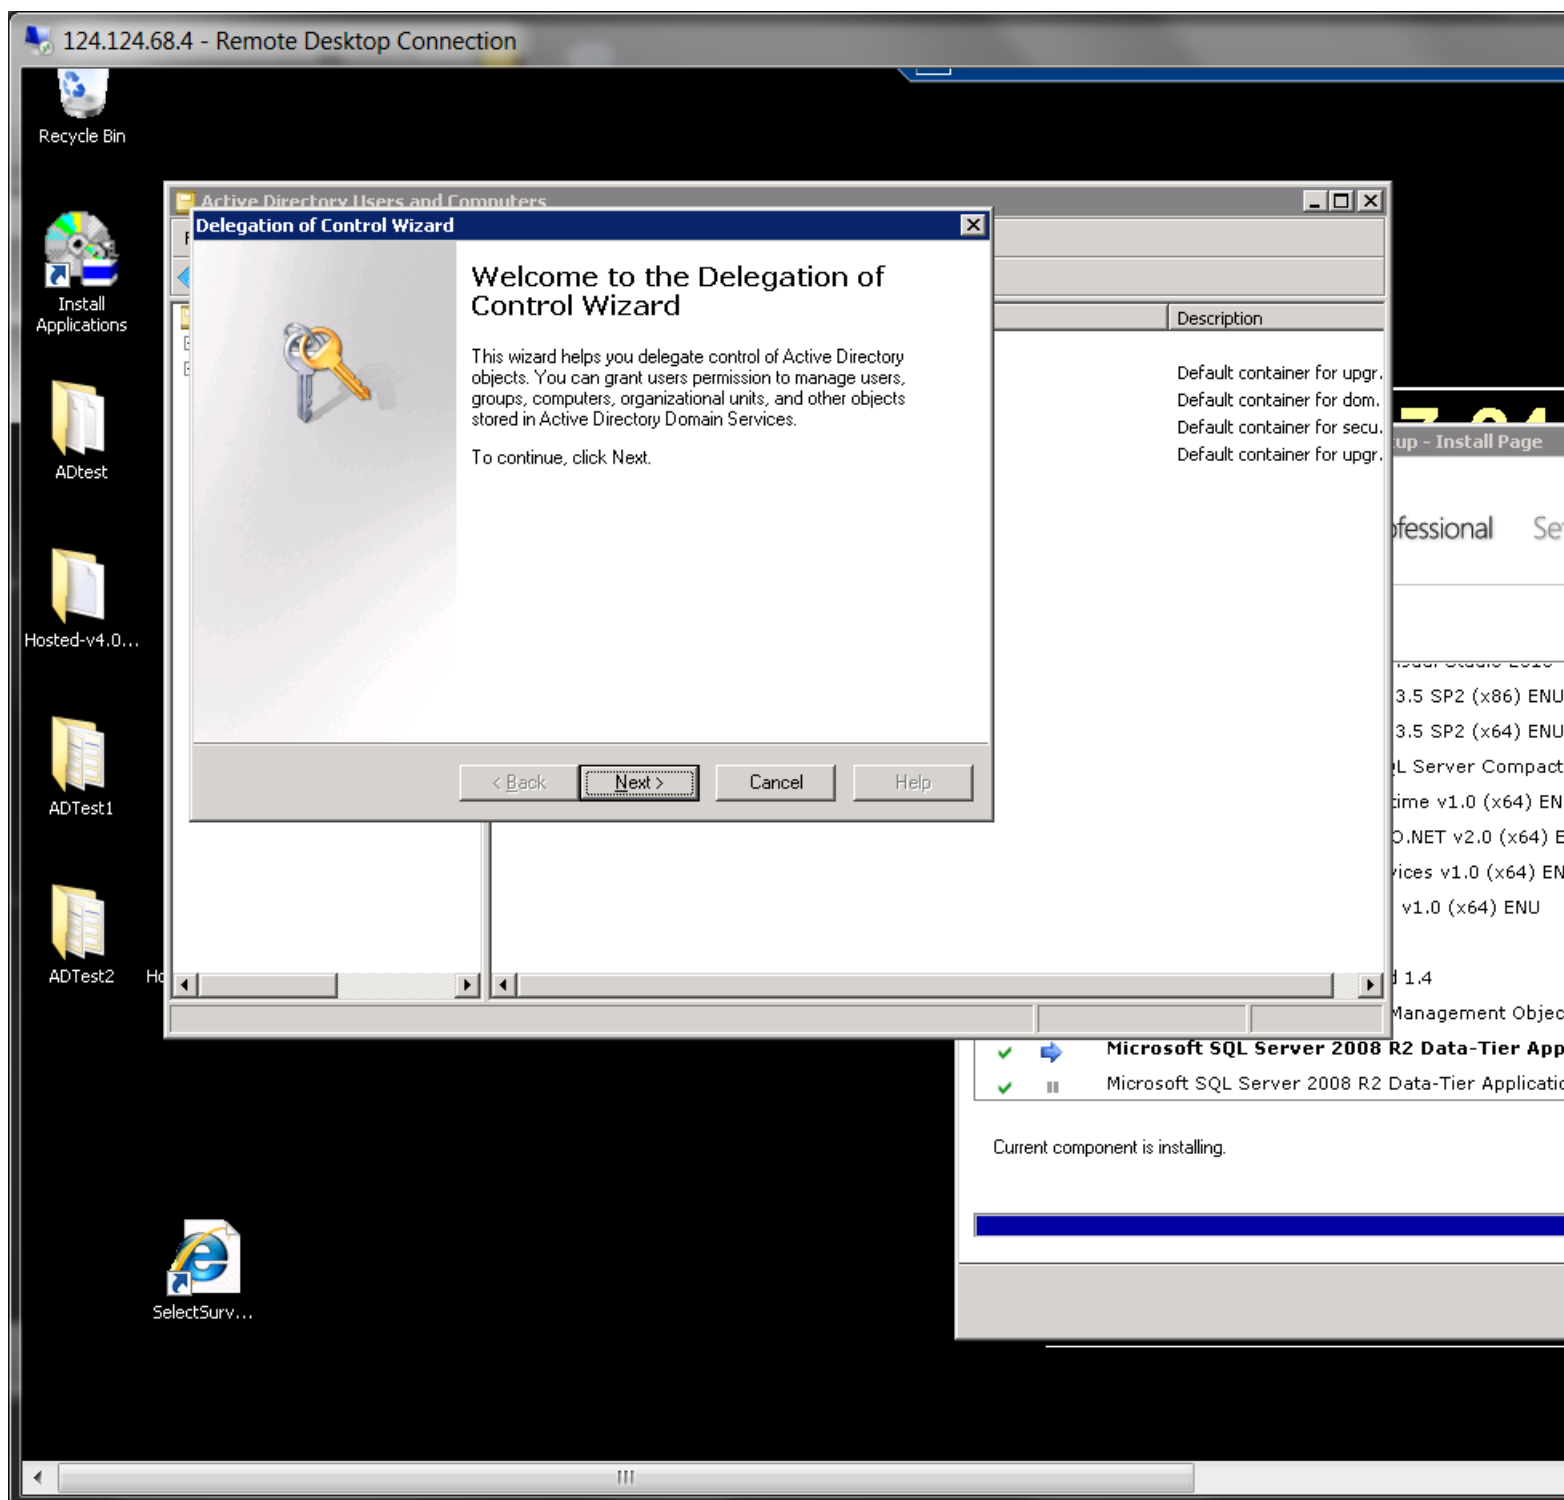 124.124.68.4 - Remote Desktop Connection
Recycle Bin
Install
Applications
ADtest
Hosted-v4.0...
ADTest1
ADTest2
Ho
SelectSurv...
Active Directory Users and Computers
Delegation of Control Wizard
Welcome to the Delegation of
Control Wizard
This wizard helps you delegate control of Active Directory
objects. You can grant users permission to manage users,
groups, computers, organizational units, and other objects
stored in Active Directory Domain Services.
To continue, click Next.
< Back
Next >
Cancel
Help
Description
Default container for upgr.
Default container for dom.
Default container for secu.
Default container for upgr.
up - Install Page
ofessional Se
3.5 SP2 (x86) ENU
3.5 SP2 (x64) ENU
L Server Compact
time v1.0 (x64) EN
O.NET v2.0 (x64) E
vices v1.0 (x64) EN
v1.0 (x64) ENU
1.4
Management Objec
Microsoft SQL Server 2008 R2 Data-Tier App
Microsoft SQL Server 2008 R2 Data-Tier Applicatio
Current component is installing.